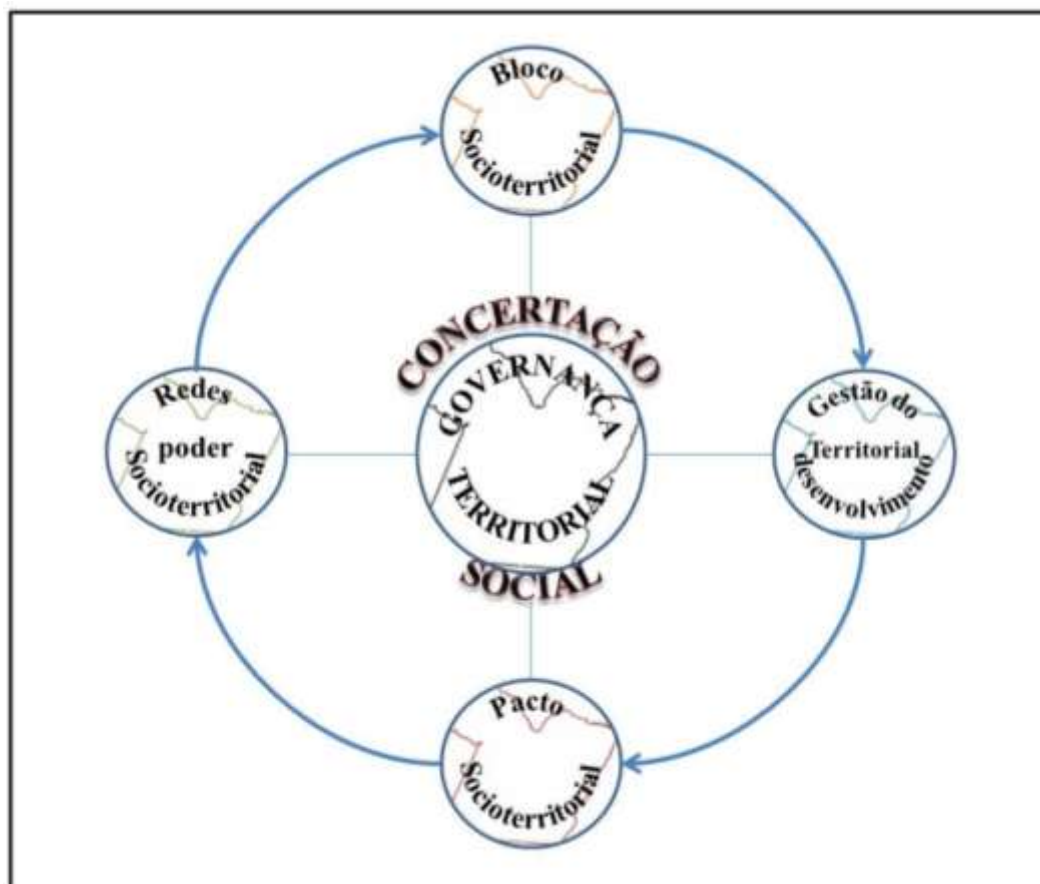 Bloco
Socioterritorial
CONCERTAÇÃO
GOVERNANÇA
TERRITORIAL
SOCIAL
Redes
poder
Socioterritorial
Gestão do
Territorial
desenvolvimento
Pacto
Socioterritorial